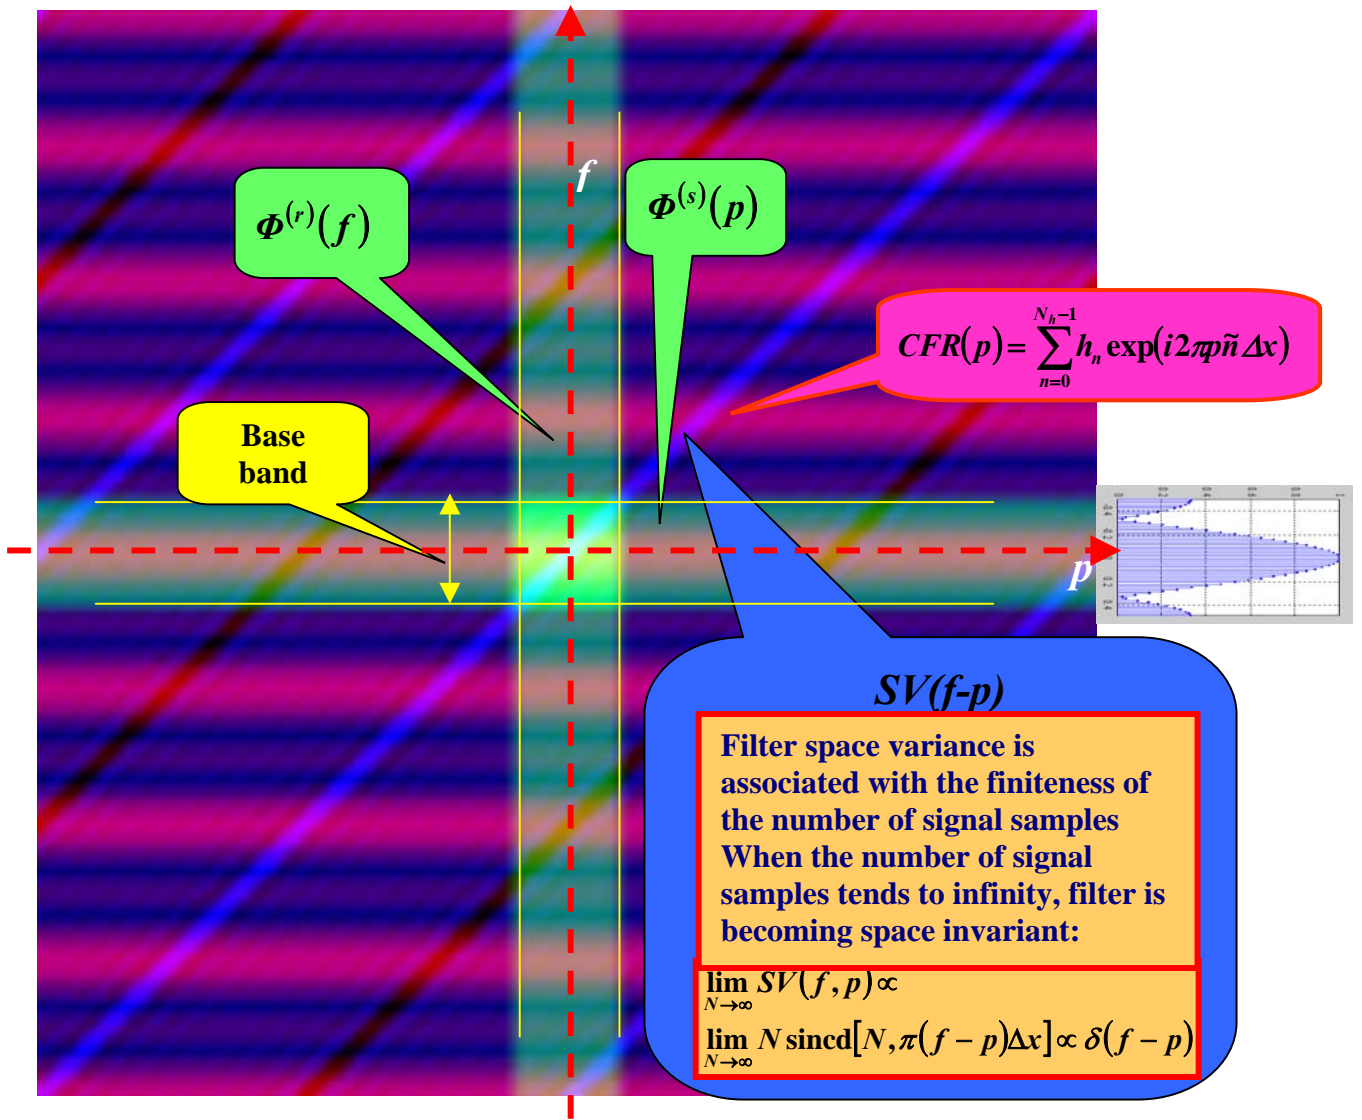 f
Φ^(r)(f)
Φ^(s)(p)
CFR(p) = ∑_{n=0}^{N_h−1} h_n exp(i2πpñΔx)
Base
band
p
SV(f-p)
Filter space variance is
associated with the finiteness of
the number of signal samples
When the number of signal
samples tends to infinity, filter is
becoming space invariant:
lim_{N→∞} SV(f, p) ∝
lim_{N→∞} N sincd[N, π(f − p)Δx] ∝ δ(f − p)